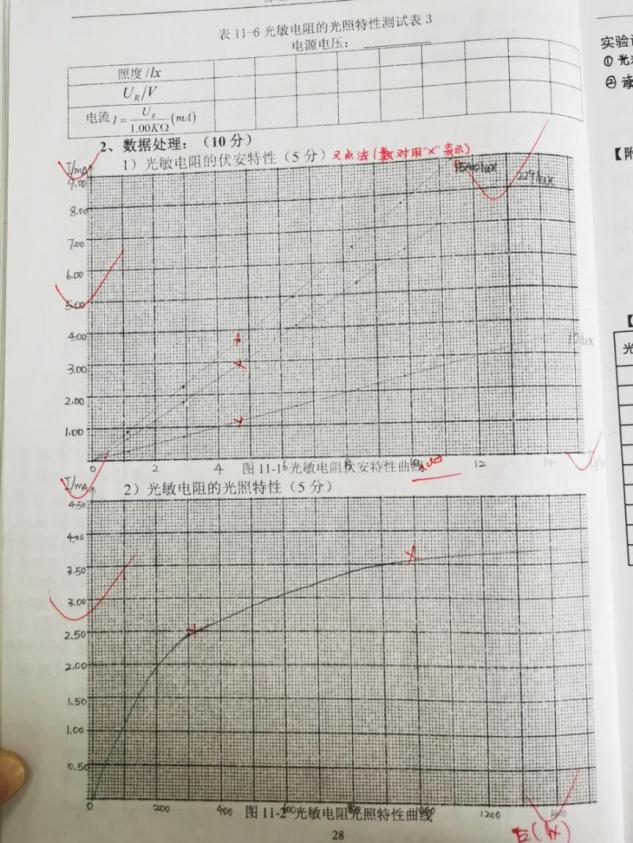 表 11-6 光敏电阻的光照特性测试表 3
电源电压：
照度/lx
U_R/V
电流 I = U_R / 1.00KΩ (mA)
2、数据处理：（10 分）
1）光敏电阻的伏安特性（5 分）
对用"x"表示）
I/mA
9.00
8.00
7.00
6.00
5.00
4.00
3.00
2.00
1.00
0 2 4 8 12 14
图 11-1 光敏电阻伏安特性曲线
I/mA
2）光敏电阻的光照特性（5 分）
4.50
4.00
3.50
3.00
2.50
2.00
1.50
1.00
0.50
0 200 400 600 800 1000 1200
图 11-2 光敏电阻光照特性曲线
E(lx)
28
实验
① 光
②
【附
【
光